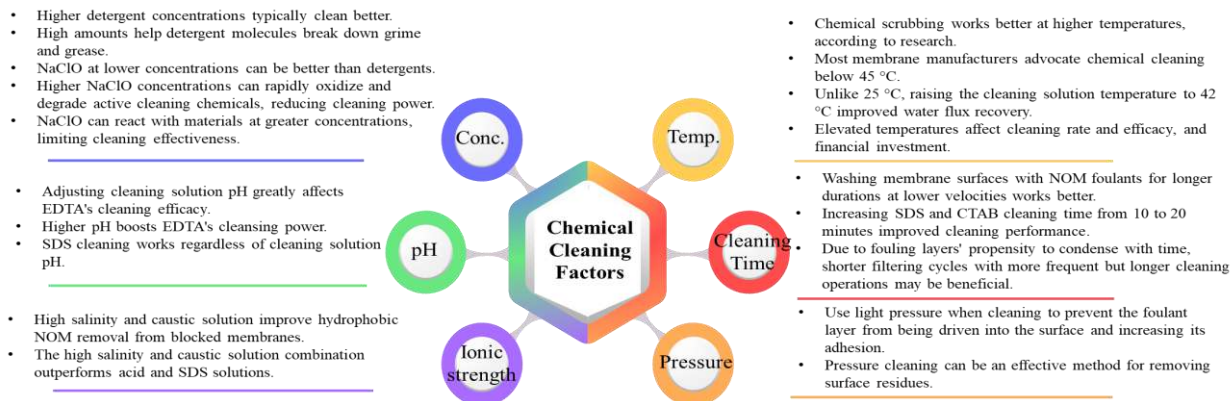 • Higher detergent concentrations typically clean better.
• High amounts help detergent molecules break down grime
and grease.
• NaClO at lower concentrations can be better than detergents.
• Higher NaClO concentrations can rapidly oxidize and
degrade active cleaning chemicals, reducing cleaning power.
• NaClO can react with materials at greater concentrations,
limiting cleaning effectiveness.
• Adjusting cleaning solution pH greatly affects
EDTA's cleaning efficacy.
• Higher pH boosts EDTA's cleansing power.
• SDS cleaning works regardless of cleaning solution
pH.
• High salinity and caustic solution improve hydrophobic
NOM removal from blocked membranes.
• The high salinity and caustic solution combination
outperforms acid and SDS solutions.
Conc.
pH
Ionic
strength
Chemical
Cleaning
Factors
Temp.
Cleaning
Time
Pressure
• Chemical scrubbing works better at higher temperatures,
according to research.
• Most membrane manufacturers advocate chemical cleaning
below 45 °C.
• Unlike 25 °C, raising the cleaning solution temperature to 42
°C improved water flux recovery.
• Elevated temperatures affect cleaning rate and efficacy, and
financial investment.
• Washing membrane surfaces with NOM foulants for longer
durations at lower velocities works better.
• Increasing SDS and CTAB cleaning time from 10 to 20
minutes improved cleaning performance.
• Due to fouling layers' propensity to condense with time,
shorter filtering cycles with more frequent but longer cleaning
operations may be beneficial.
• Use light pressure when cleaning to prevent the foulant
layer from being driven into the surface and increasing its
adhesion.
• Pressure cleaning can be an effective method for removing
surface residues.